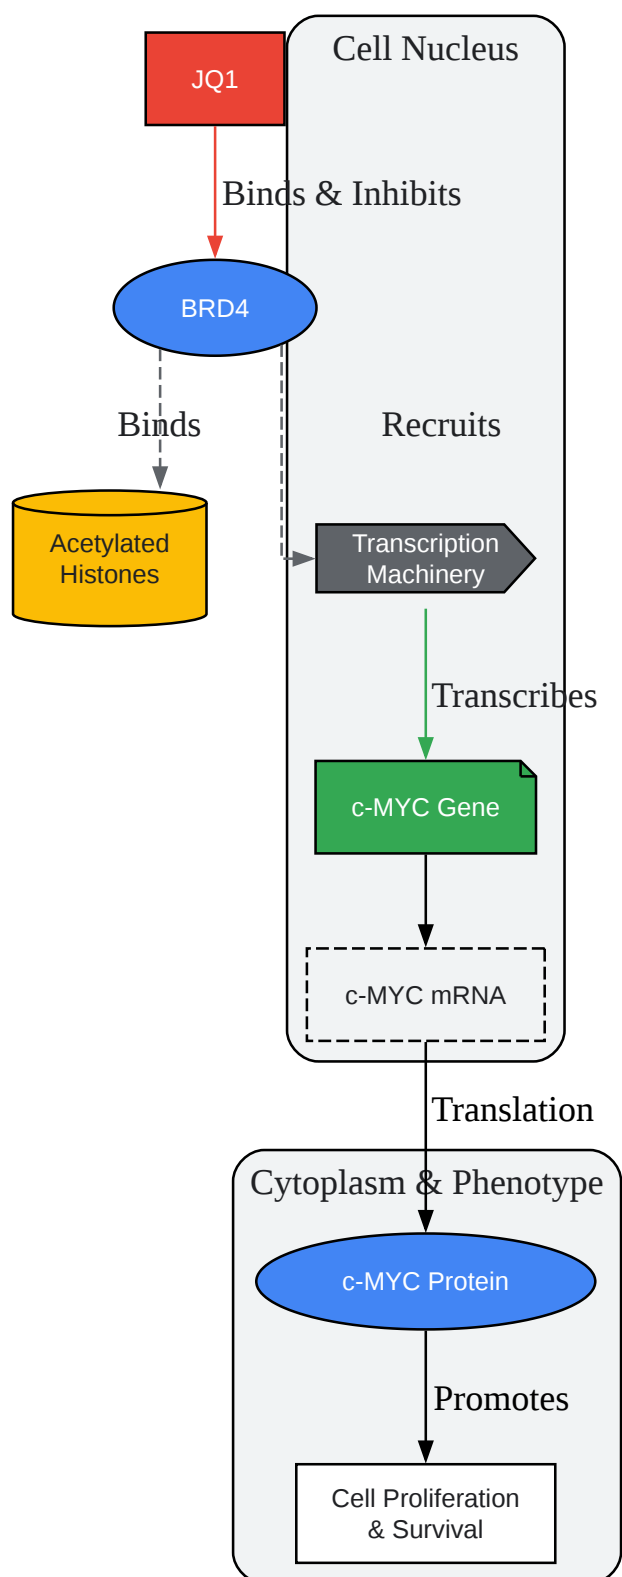 Cell Nucleus
JQ1
Binds & Inhibits
BRD4
Binds
Recruits
Acetylated
Histones
Transcription
Machinery
Transcribes
c-MYC Gene
c-MYC mRNA
Translation
Cytoplasm & Phenotype
c-MYC Protein
Promotes
Cell Proliferation
& Survival